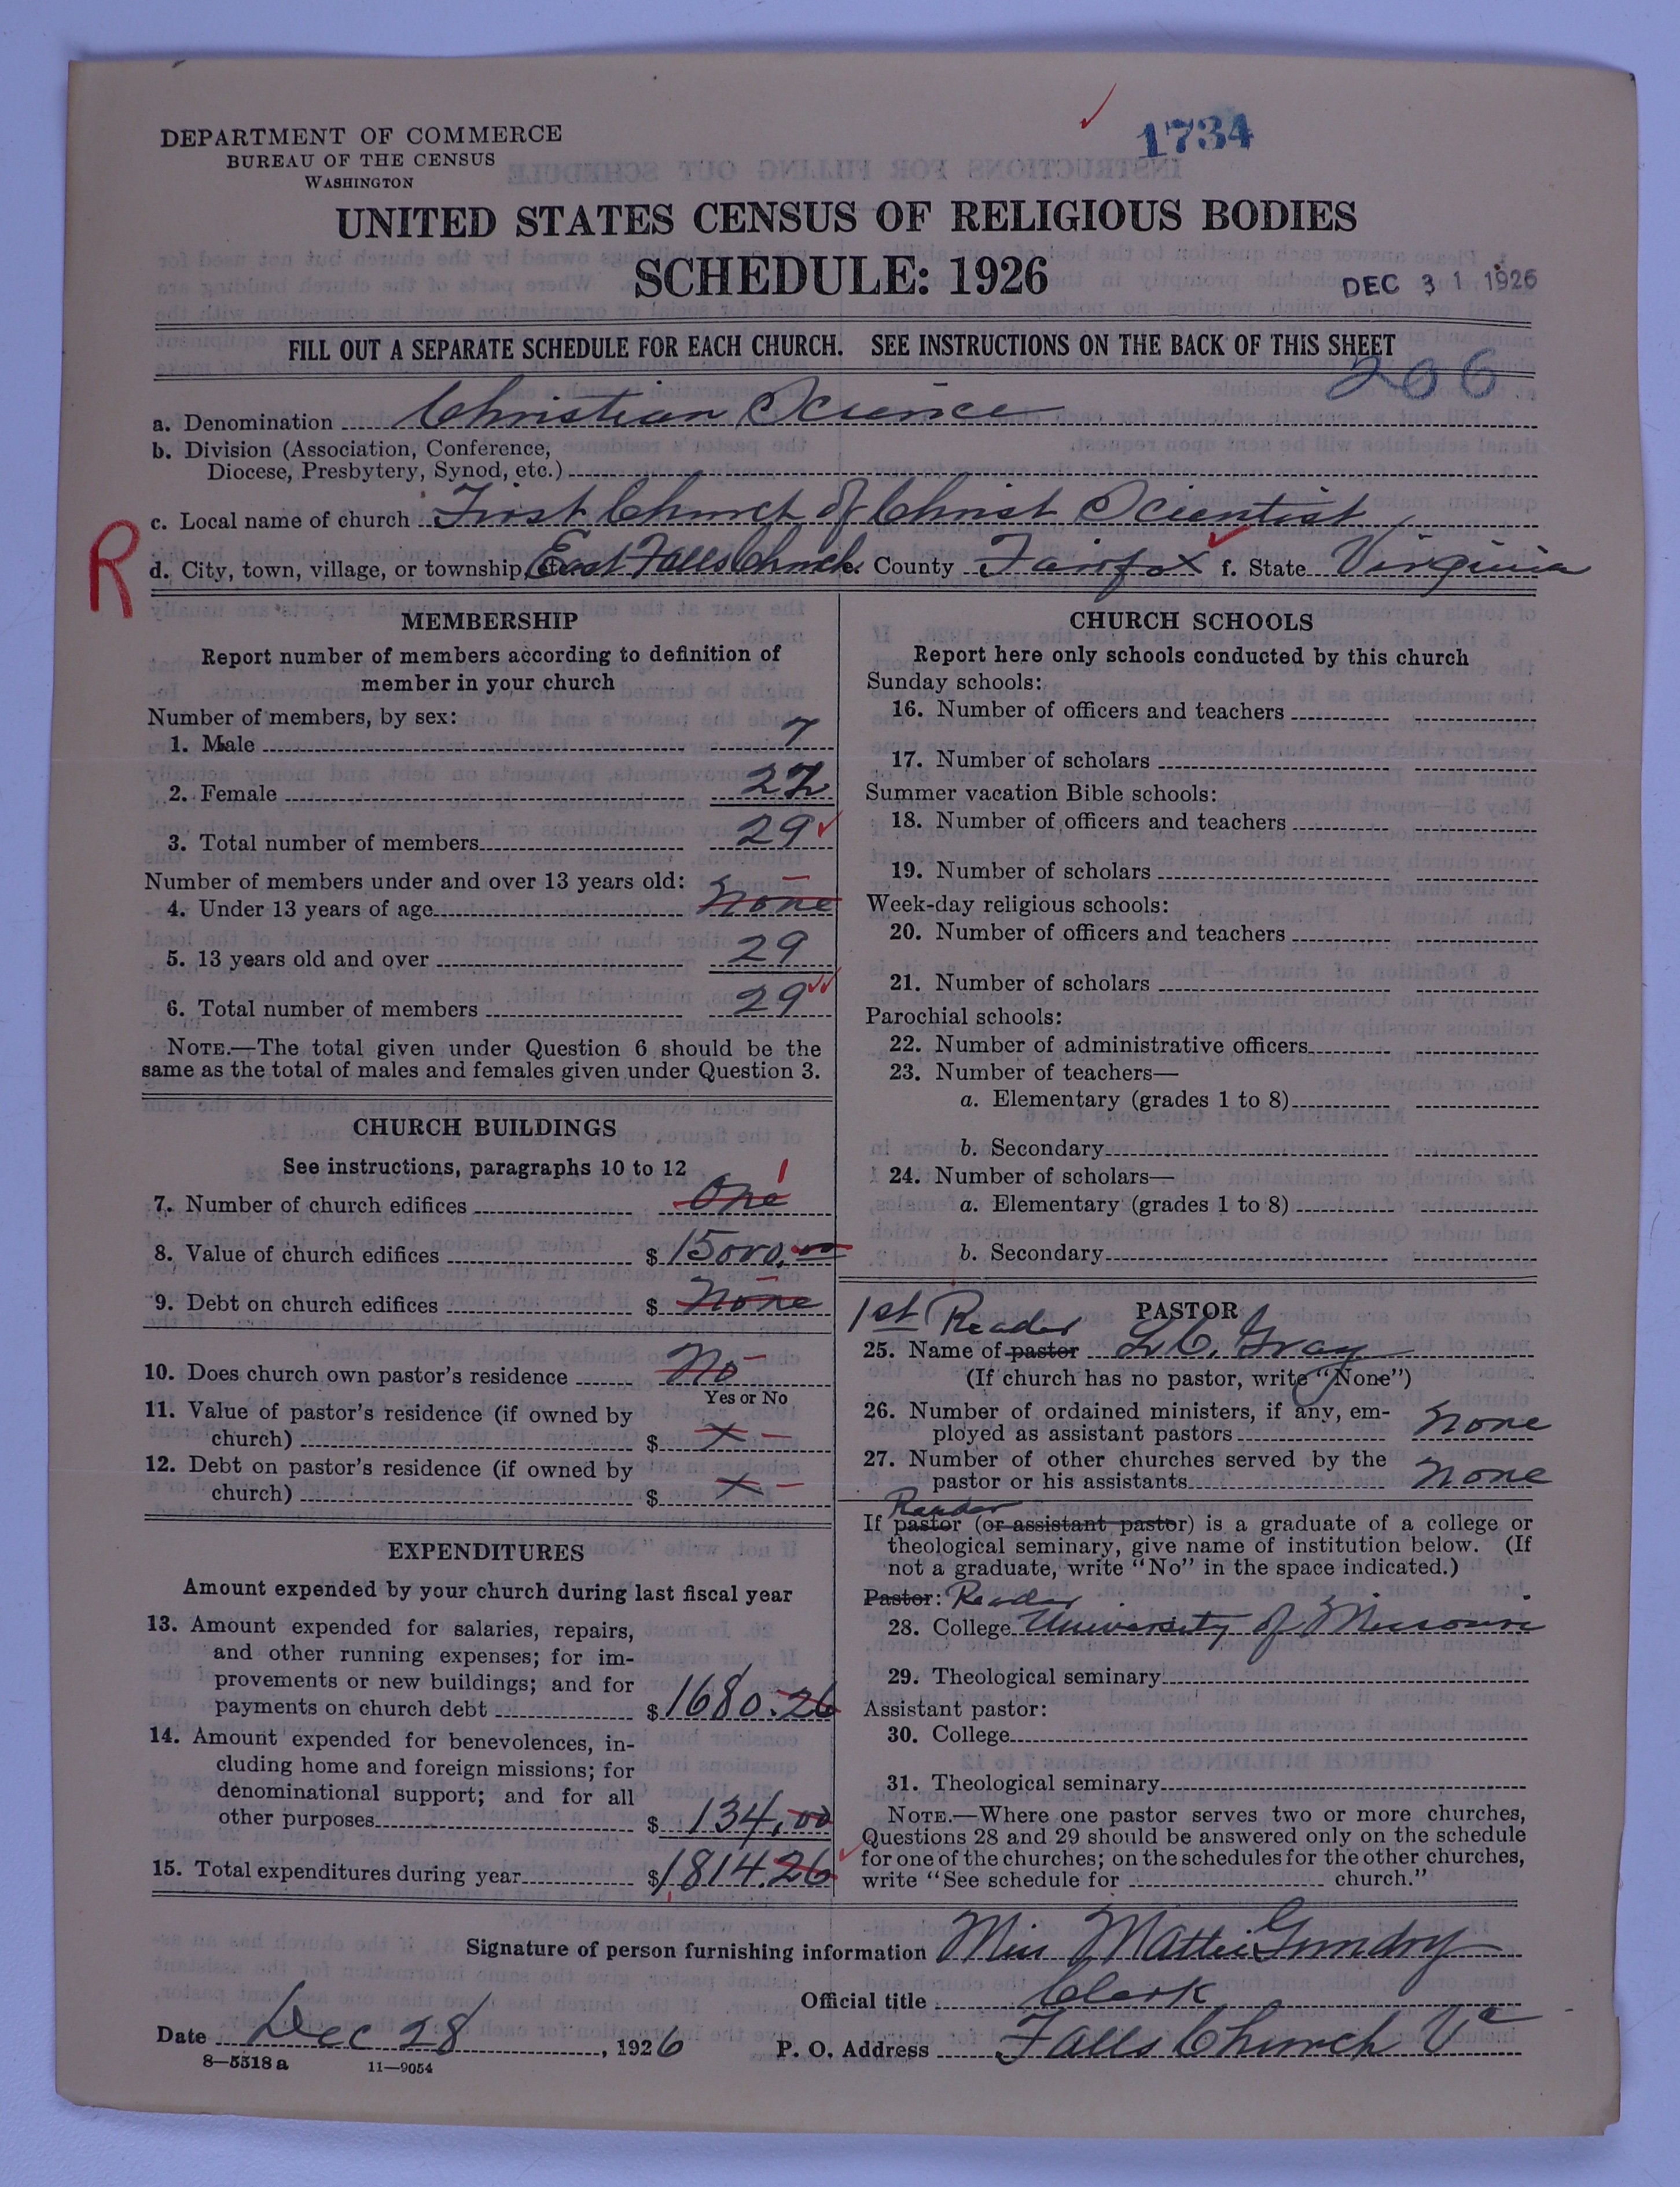 1734
DEPARTMENT OF COMMERCE
BUREAU OF THE CENSUS
WASHINGTON
UNITED STATES CENSUS OF RELIGIOUS BODIES
SCHEDULE: 1926
DEC 31 1926
FILL OUT A SEPARATE SCHEDULE FOR EACH CHURCH. SEE INSTRUCTIONS ON THE BACK OF THIS SHEET
206
a. Denomination Christian Science
b. Division (Association, Conference,
Diocese, Presbytery, Synod, etc.)
c. Local name of church First Church of Christ Scientist
R
d. City, town, village, or township, East Falls Church e. County Fairfax f. State Virginia
MEMBERSHIP
Report number of members according to definition of
member in your church
Number of members, by sex:
1. Male 7
2. Female 22
3. Total number of members 29
Number of members under and over 13 years old:
4. Under 13 years of age None
5. 13 years old and over 29
6. Total number of members 29
NOTE.—The total given under Question 6 should be the
same as the total of males and females given under Question 3.
CHURCH BUILDINGS
See instructions, paragraphs 10 to 12
7. Number of church edifices One 1
8. Value of church edifices $ 15000.00
9. Debt on church edifices $ None
10. Does church own pastor's residence No
Yes or No
11. Value of pastor's residence (if owned by
church) $ x
12. Debt on pastor's residence (if owned by
church) $ x
EXPENDITURES
Amount expended by your church during last fiscal year
13. Amount expended for salaries, repairs,
and other running expenses; for im-
provements or new buildings; and for
payments on church debt $ 1680.26
14. Amount expended for benevolences, in-
cluding home and foreign missions; for
denominational support; and for all
other purposes $ 134.00
15. Total expenditures during year $ 1814.26
CHURCH SCHOOLS
Report here only schools conducted by this church
Sunday schools:
16. Number of officers and teachers
17. Number of scholars
Summer vacation Bible schools:
18. Number of officers and teachers
19. Number of scholars
Week-day religious schools:
20. Number of officers and teachers
21. Number of scholars
Parochial schools:
22. Number of administrative officers
23. Number of teachers—
a. Elementary (grades 1 to 8)
b. Secondary
24. Number of scholars—
a. Elementary (grades 1 to 8)
b. Secondary
PASTOR
1st Reader
25. Name of pastor L. C. Gray
(If church has no pastor, write "None")
26. Number of ordained ministers, if any, em-
ployed as assistant pastors None
27. Number of other churches served by the
pastor or his assistants None
Reader
If pastor (or assistant pastor) is a graduate of a college or
theological seminary, give name of institution below. (If
not a graduate, write "No" in the space indicated.)
Pastor: Reader
28. College University of Missouri
29. Theological seminary
Assistant pastor:
30. College
31. Theological seminary
NOTE.—Where one pastor serves two or more churches,
Questions 28 and 29 should be answered only on the schedule
for one of the churches; on the schedules for the other churches,
write "See schedule for church."
Signature of person furnishing information Miss Mattie Gundry
Official title Clerk
Date Dec 28, 1926 P. O. Address Falls Church Va
8—5518a 11—9054